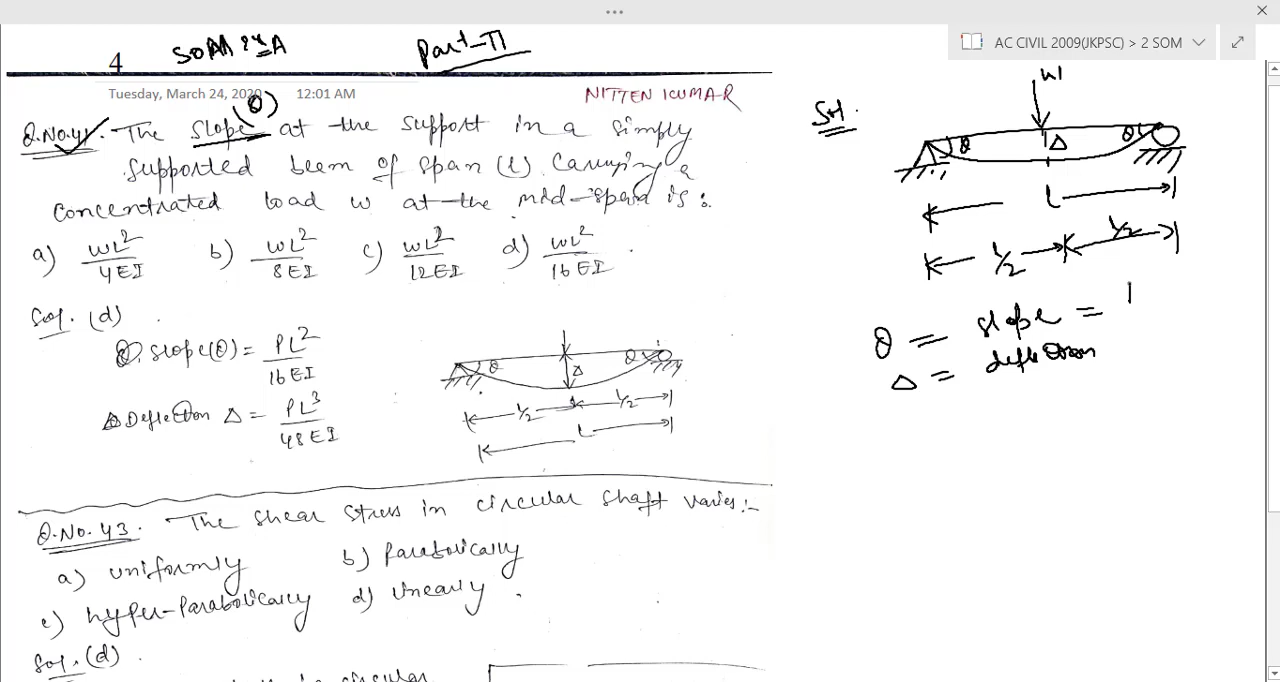 AC CIVIL 2009(JKPSC) > 2 SOM
4
SOM Q&A
Part-II
Tuesday, March 24, 2020 12:01 AM
NITTEN KUMAR
(θ)
Q.No.41. The slope at the support in a simply
supported beem of span (l) carrying a
concentrated load w at the mid-span is:
a) WL²/4EI b) WL²/8EI c) WL²/12EI d) WL²/16EI
Sol. (d)
Slope(θ) = PL²/16EI
Deflection Δ = PL³/48EI
θ Δ θ
L/2 L/2
L
Q.No.43. The shear stress in circular shaft varies:-
a) uniformly b) Parabolically
c) hyper-parabolically d) linearly
Sol. (d)
circular
Sol.
W
θ Δ θ
L
L/2 L/2
θ = slope =
Δ = deflection